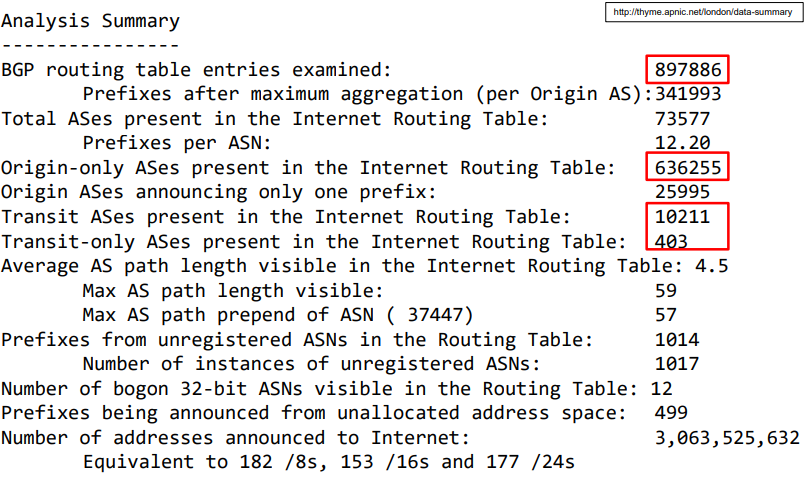 http://thyme.apnic.net/london/data-summary
Analysis Summary
----------------
BGP routing table entries examined: 897886
Prefixes after maximum aggregation (per Origin AS):341993
Total ASes present in the Internet Routing Table: 73577
Prefixes per ASN: 12.20
Origin-only ASes present in the Internet Routing Table: 636255
Origin ASes announcing only one prefix: 25995
Transit ASes present in the Internet Routing Table: 10211
Transit-only ASes present in the Internet Routing Table: 403
Average AS path length visible in the Internet Routing Table: 4.5
Max AS path length visible: 59
Max AS path prepend of ASN ( 37447) 57
Prefixes from unregistered ASNs in the Routing Table: 1014
Number of instances of unregistered ASNs: 1017
Number of bogon 32-bit ASNs visible in the Routing Table: 12
Prefixes being announced from unallocated address space: 499
Number of addresses announced to Internet: 3,063,525,632
Equivalent to 182 /8s, 153 /16s and 177 /24s